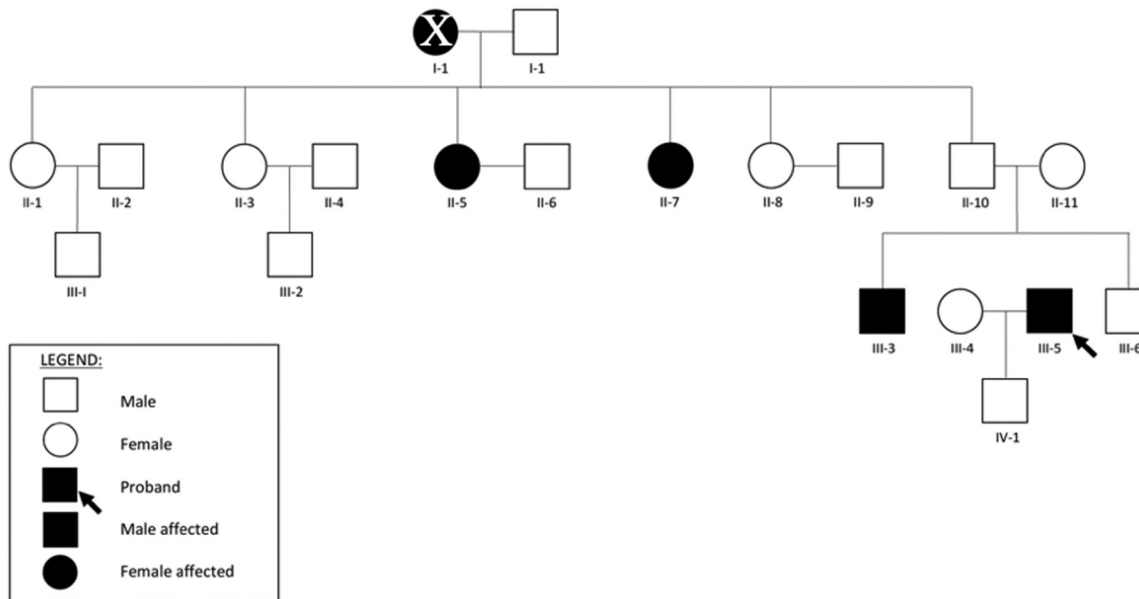 X
I-1 I-1
II-1 II-2 II-3 II-4 II-5 II-6 II-7 II-8 II-9 II-10 II-11
III-I III-2
III-3 III-4 III-5 III-6
IV-1
LEGEND:
Male
Female
Proband
Male affected
Female affected